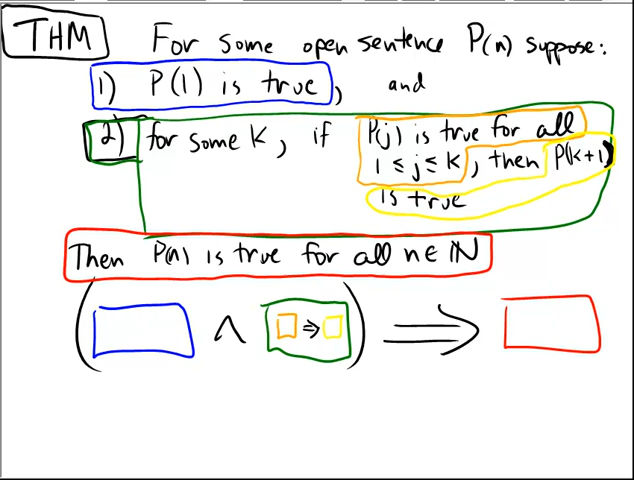 THM For some open sentence P(n) suppose:
1) P(1) is true, and
2) for some k, if P(j) is true for all
1 ≤ j ≤ k, then P(k+1)
is true
Then P(n) is true for all n ∈ ℕ
( ∧ ⇒ ) ⟹